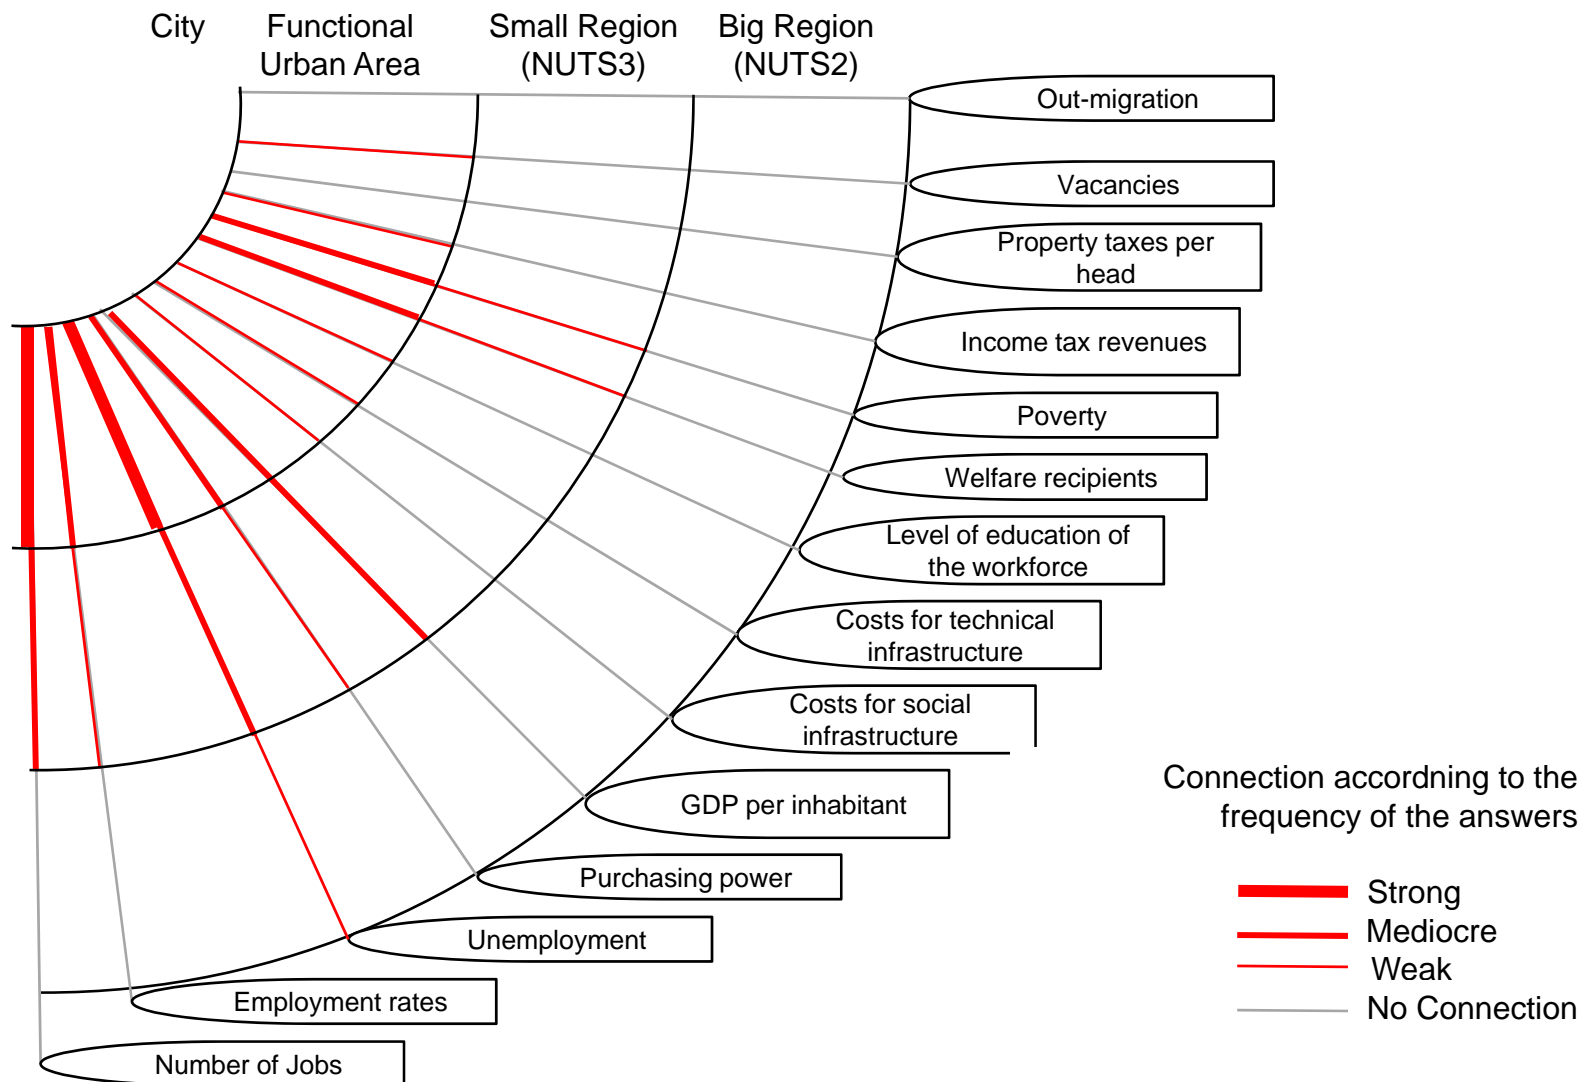 City
Functional
Urban Area
Small Region
(NUTS3)
Big Region
(NUTS2)
Out-migration
Vacancies
Property taxes per
head
Income tax revenues
Poverty
Welfare recipients
Level of education of
the workforce
Costs for technical
infrastructure
Costs for social
infrastructure
GDP per inhabitant
Purchasing power
Unemployment
Employment rates
Number of Jobs
Connection accordning to the
frequency of the answers
Strong
Mediocre
Weak
No Connection